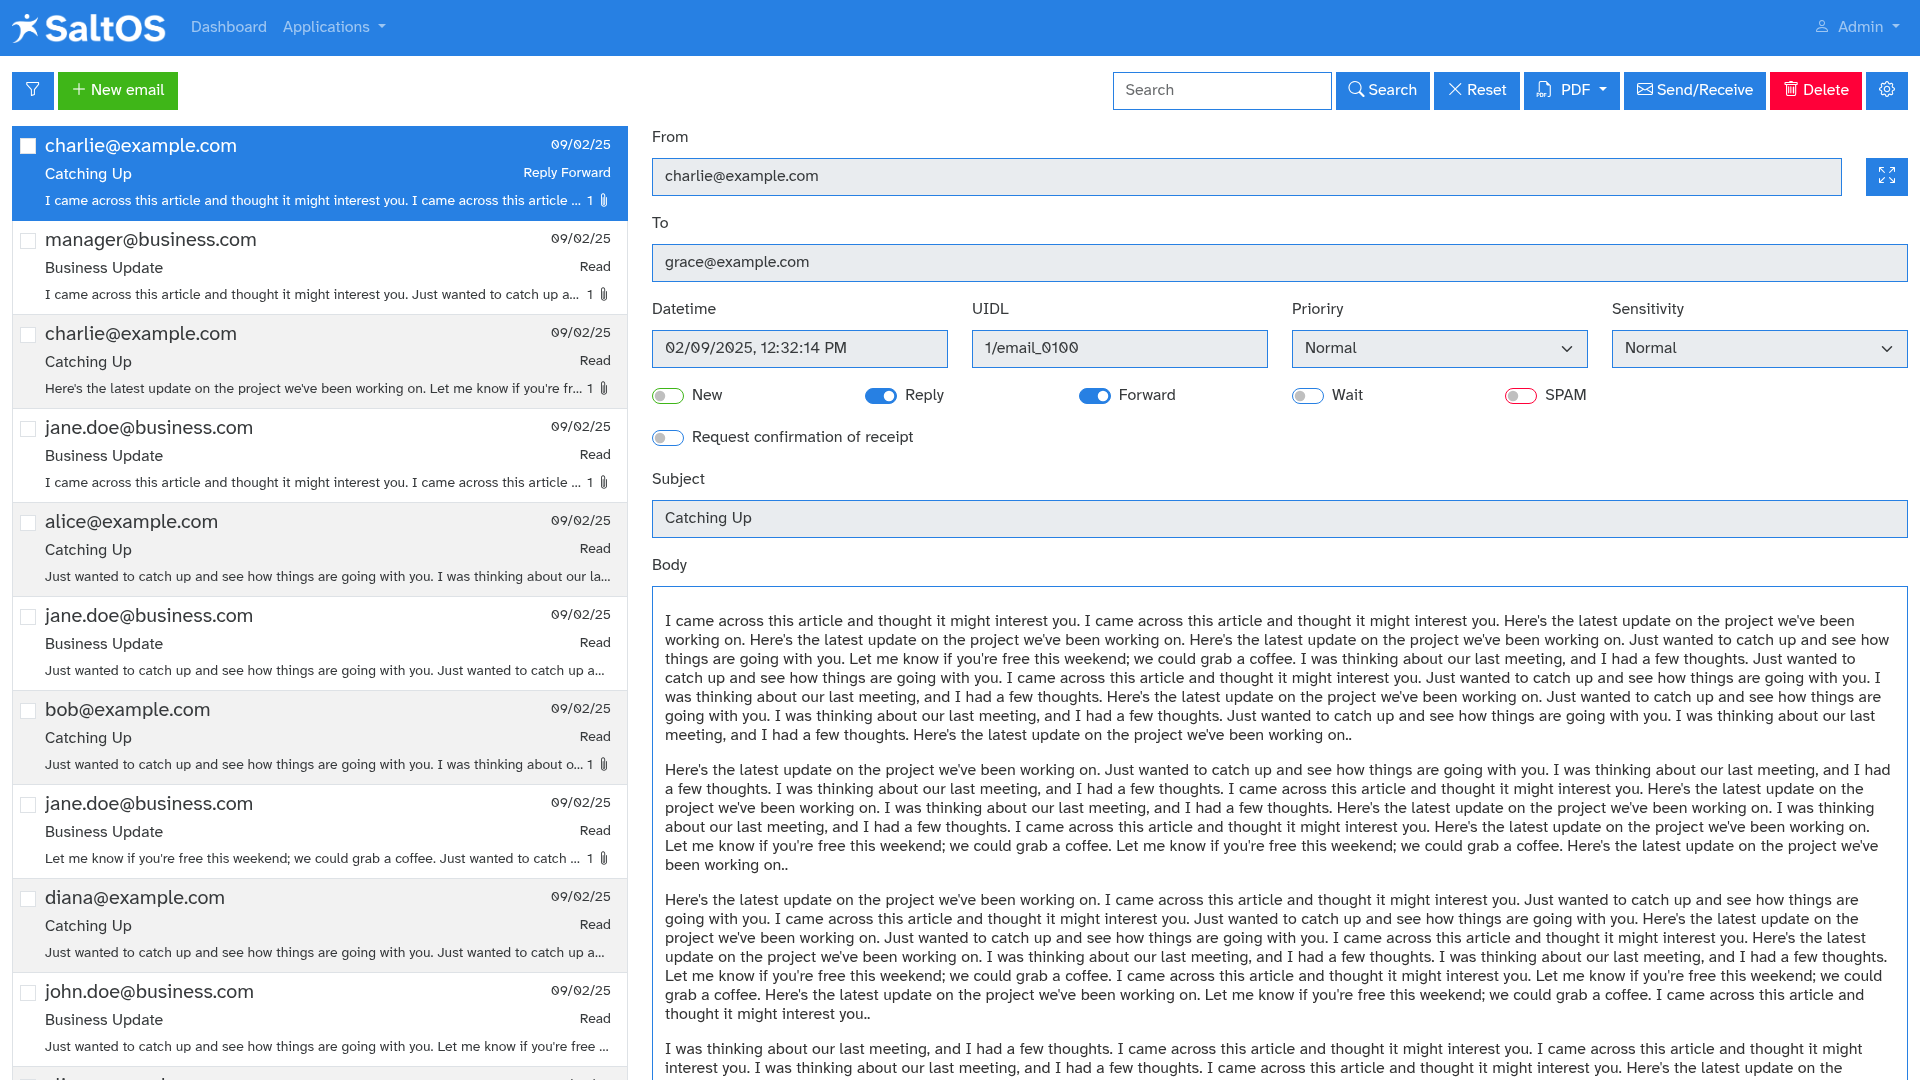 SaltOS
Dashboard
Applications
Admin
New email
Search
Search
Reset
PDF
Send/Receive
Delete
charlie@example.com
09/02/25
Catching Up
Reply Forward
I came across this article and thought it might interest you. I came across this article ...
1
manager@business.com
09/02/25
Business Update
Read
I came across this article and thought it might interest you. Just wanted to catch up a...
1
charlie@example.com
09/02/25
Catching Up
Read
Here's the latest update on the project we've been working on. Let me know if you're fr...
1
jane.doe@business.com
09/02/25
Business Update
Read
I came across this article and thought it might interest you. I came across this article ...
1
alice@example.com
09/02/25
Catching Up
Read
Just wanted to catch up and see how things are going with you. I was thinking about our la...
jane.doe@business.com
09/02/25
Business Update
Read
Just wanted to catch up and see how things are going with you. Just wanted to catch up a...
bob@example.com
09/02/25
Catching Up
Read
Just wanted to catch up and see how things are going with you. I was thinking about o...
1
jane.doe@business.com
09/02/25
Business Update
Read
Let me know if you're free this weekend; we could grab a coffee. Just wanted to catch ...
1
diana@example.com
09/02/25
Catching Up
Read
Just wanted to catch up and see how things are going with you. Just wanted to catch up a...
john.doe@business.com
09/02/25
Business Update
Read
Just wanted to catch up and see how things are going with you. Let me know if you're free ...
From
charlie@example.com
To
grace@example.com
Datetime
UIDL
Prioriry
Sensitivity
02/09/2025, 12:32:14 PM
1/email_0100
Normal
Normal
New
Reply
Forward
Wait
SPAM
Request confirmation of receipt
Subject
Catching Up
Body
I came across this article and thought it might interest you. I came across this article and thought it might interest you. Here's the latest update on the project we've been
working on. Here's the latest update on the project we've been working on. Here's the latest update on the project we've been working on. Just wanted to catch up and see how
things are going with you. Let me know if you're free this weekend; we could grab a coffee. I was thinking about our last meeting, and I had a few thoughts. Just wanted to
catch up and see how things are going with you. I came across this article and thought it might interest you. Just wanted to catch up and see how things are going with you. I
was thinking about our last meeting, and I had a few thoughts. Here's the latest update on the project we've been working on. Just wanted to catch up and see how things are
going with you. I was thinking about our last meeting, and I had a few thoughts. Just wanted to catch up and see how things are going with you. I was thinking about our last
meeting, and I had a few thoughts. Here's the latest update on the project we've been working on..
Here's the latest update on the project we've been working on. Just wanted to catch up and see how things are going with you. I was thinking about our last meeting, and I had
a few thoughts. I was thinking about our last meeting, and I had a few thoughts. I came across this article and thought it might interest you. Here's the latest update on the
project we've been working on. I was thinking about our last meeting, and I had a few thoughts. Here's the latest update on the project we've been working on. I was thinking
about our last meeting, and I had a few thoughts. I came across this article and thought it might interest you. Here's the latest update on the project we've been working on.
Let me know if you're free this weekend; we could grab a coffee. Let me know if you're free this weekend; we could grab a coffee. Here's the latest update on the project we've
been working on..
Here's the latest update on the project we've been working on. I came across this article and thought it might interest you. Just wanted to catch up and see how things are
going with you. I came across this article and thought it might interest you. Just wanted to catch up and see how things are going with you. Here's the latest update on the
project we've been working on. Just wanted to catch up and see how things are going with you. I came across this article and thought it might interest you. Here's the latest
update on the project we've been working on. I was thinking about our last meeting, and I had a few thoughts. I was thinking about our last meeting, and I had a few thoughts.
Let me know if you're free this weekend; we could grab a coffee. I came across this article and thought it might interest you. Let me know if you're free this weekend; we could
grab a coffee. Here's the latest update on the project we've been working on. Let me know if you're free this weekend; we could grab a coffee. I came across this article and
thought it might interest you..
I was thinking about our last meeting, and I had a few thoughts. I came across this article and thought it might interest you. I came across this article and thought it might
interest you. I was thinking about our last meeting, and I had a few thoughts. I came across this article and thought it might interest you. Here's the latest update on the